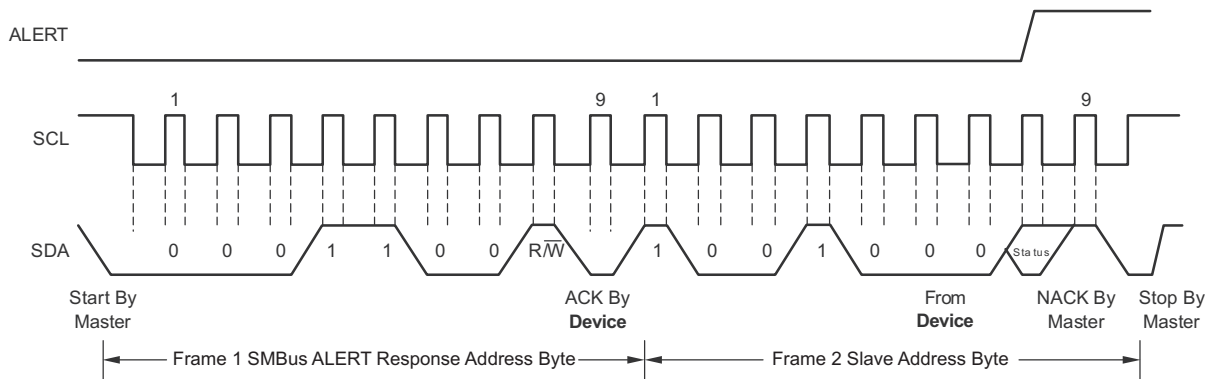 ALERT
1 9 1 9
SCL
SDA
0 0 0 1 1 0 0 R/W̅ 1 0 0 1 0 0 0 Status
Start By
Master
ACK By
Device
From
Device
NACK By
Master
Stop By
Master
Frame 1 SMBus ALERT Response Address Byte
Frame 2 Slave Address Byte